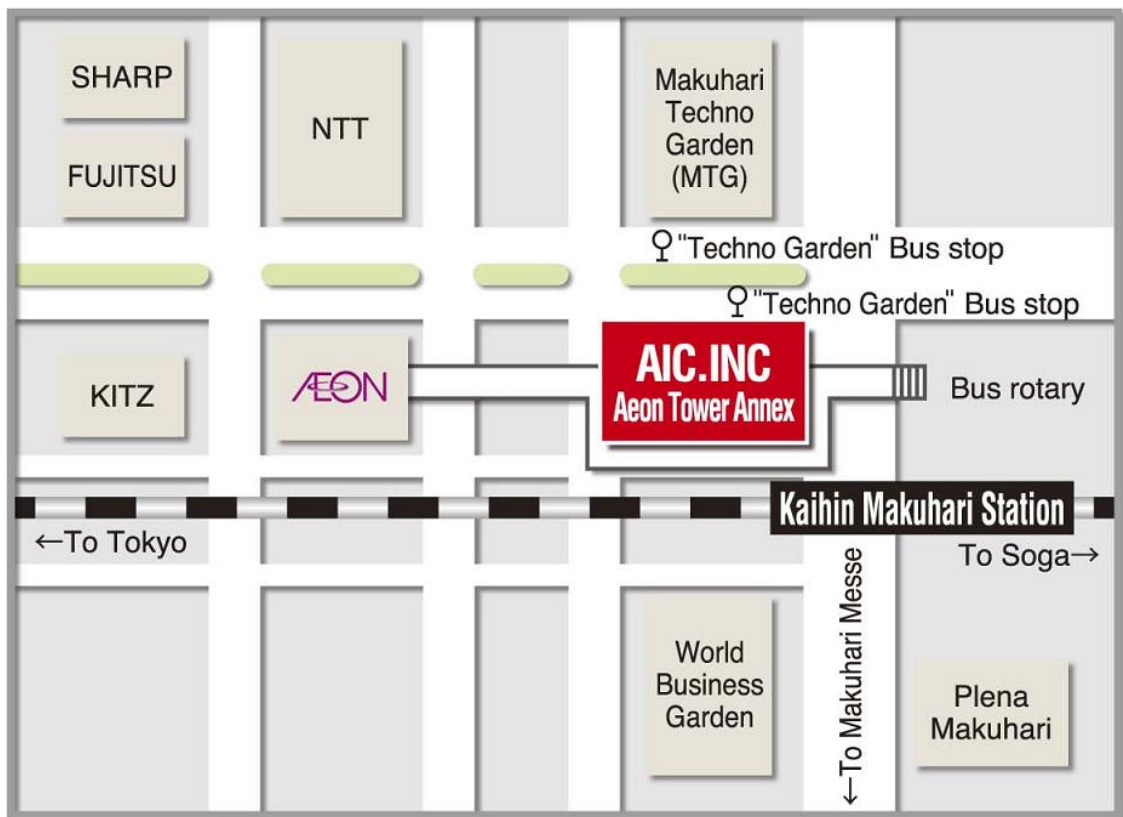 SHARP
FUJITSU
NTT
Makuhari
Techno
Garden
(MTG)
"Techno Garden" Bus stop
"Techno Garden" Bus stop
KITZ
ÆON
AIC.INC
Aeon Tower Annex
Bus rotary
Kaihin Makuhari Station
←To Tokyo
To Soga→
←To Makuhari Messe
World
Business
Garden
Plena
Makuhari